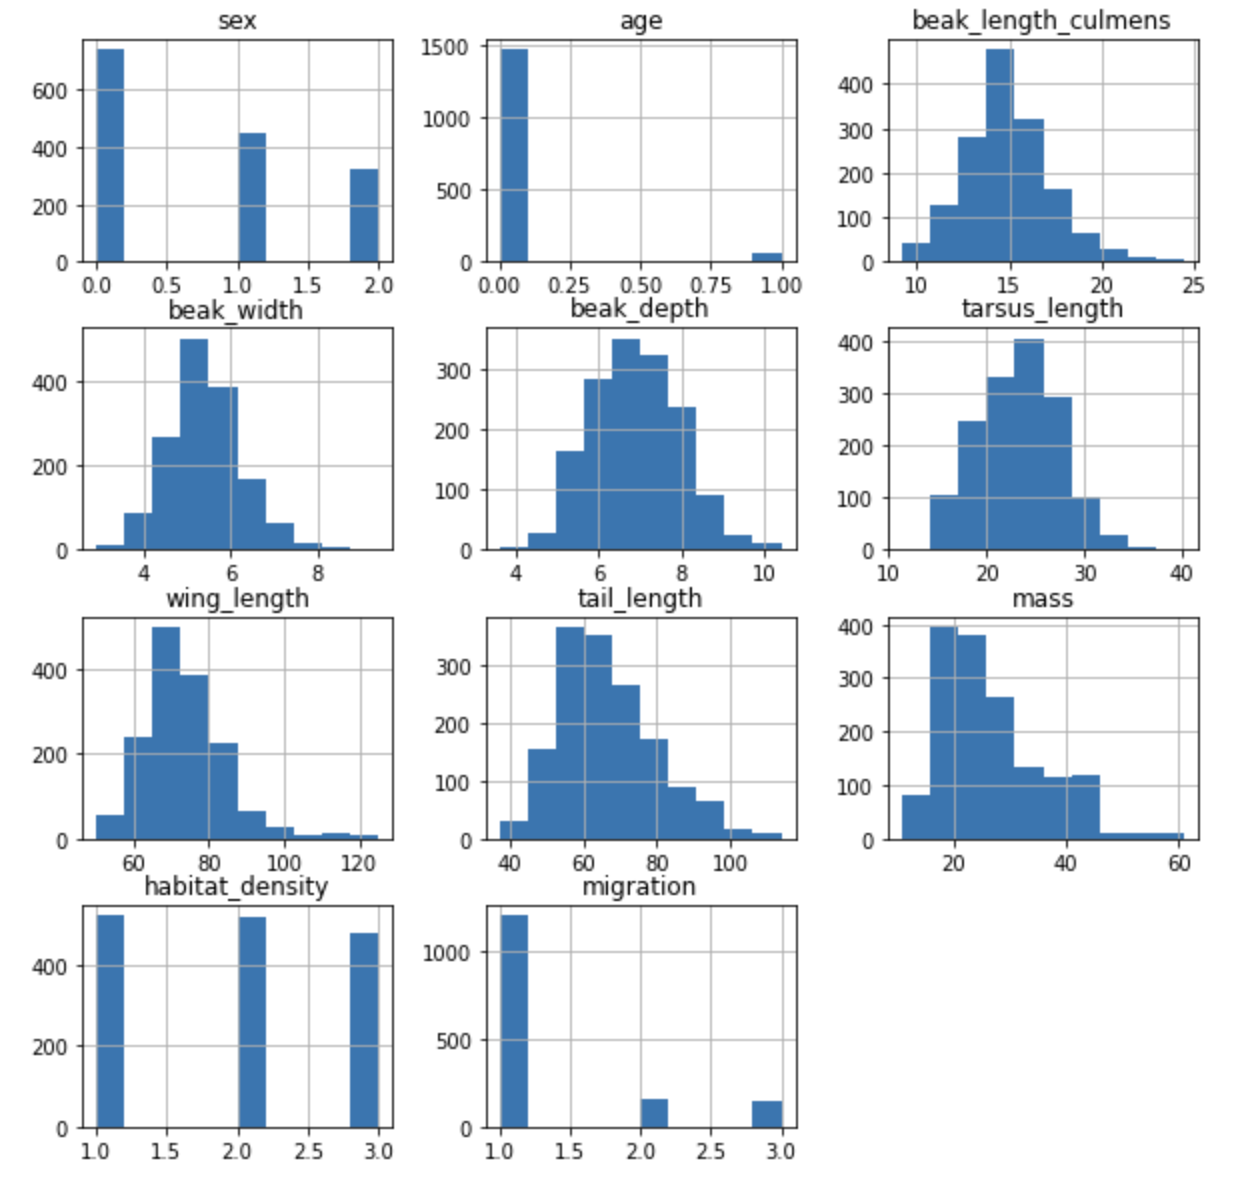 sex
age
beak_length_culmens
600
400
200
0
0.0 0.5 1.0 1.5 2.0
1500
1000
500
0
0.00 0.25 0.50 0.75 1.00
400
300
200
100
0
10 15 20 25
beak_width
beak_depth
tarsus_length
400
200
0
4 6 8
300
200
100
0
4 6 8 10
400
300
200
100
0
10 20 30 40
wing_length
tail_length
mass
400
200
0
60 80 100 120
300
200
100
0
40 60 80 100
400
300
200
100
0
20 40 60
habitat_density
migration
400
200
0
1.0 1.5 2.0 2.5 3.0
1000
500
0
1.0 1.5 2.0 2.5 3.0